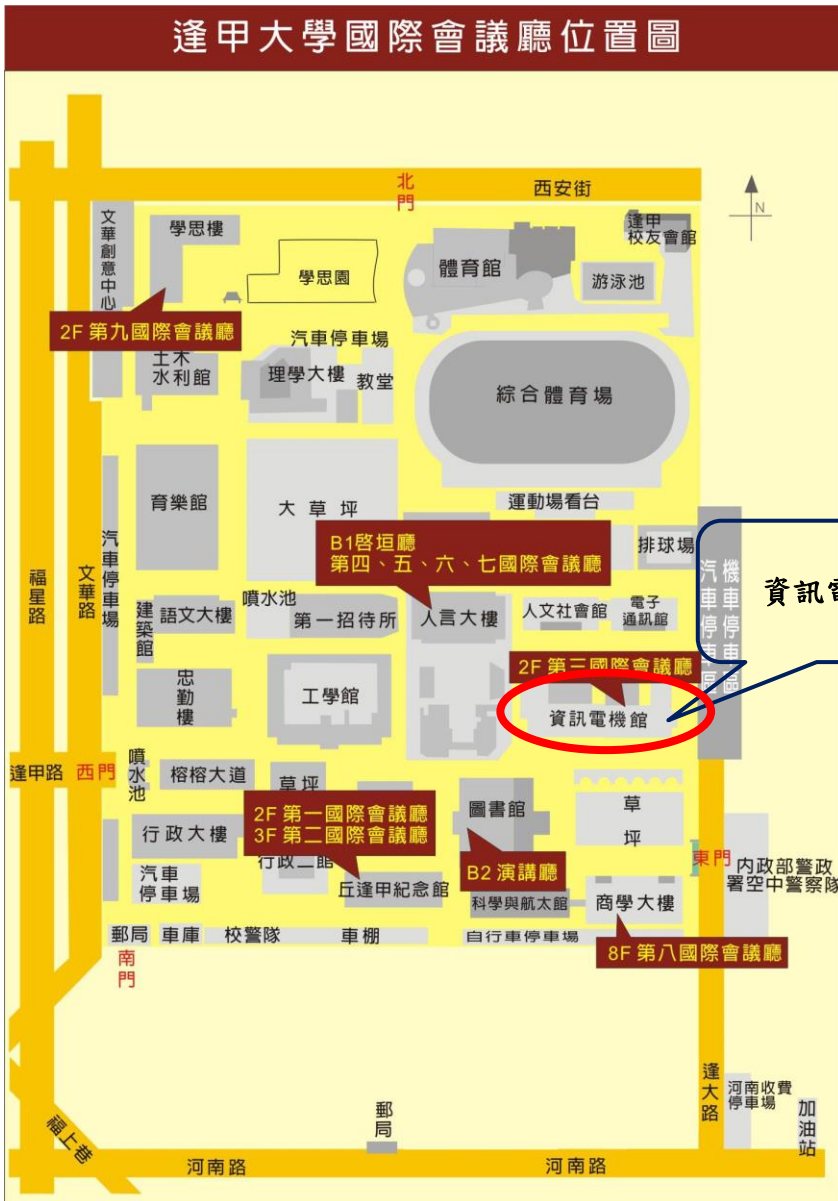 逢甲大學國際會議廳位置圖
北門
西安街
N
文華創意中心
學思樓
學思園
體育館
逢甲
校友會館
游泳池
2F 第九國際會議廳
土木
水利館
汽車停車場
理學大樓
教堂
綜合體育場
育樂館
大草坪
運動場看台
排球場
B1啓垣廳
第四、五、六、七國際會議廳
福星路
文華路
汽車停車場
建築館
語文大樓
噴水池
第一招待所
人言大樓
人文社會館
電子
通訊館
機車停車區
汽車停車區
資訊電
忠勤樓
工學館
2F 第三國際會議廳
資訊電機館
逢甲路
西門
噴水池
榕榕大道
草坪
圖書館
草坪
2F 第一國際會議廳
3F 第二國際會議廳
行政大樓
行政二館
B2 演講廳
東門
內政部警政
署空中警察隊
汽車
停車場
丘逢甲紀念館
科學與航太館
商學大樓
郵局
車庫
校警隊
車棚
自行車停車場
8F 第八國際會議廳
南門
逢大路
河南收費
停車場
加油站
福上巷
郵局
河南路
河南路